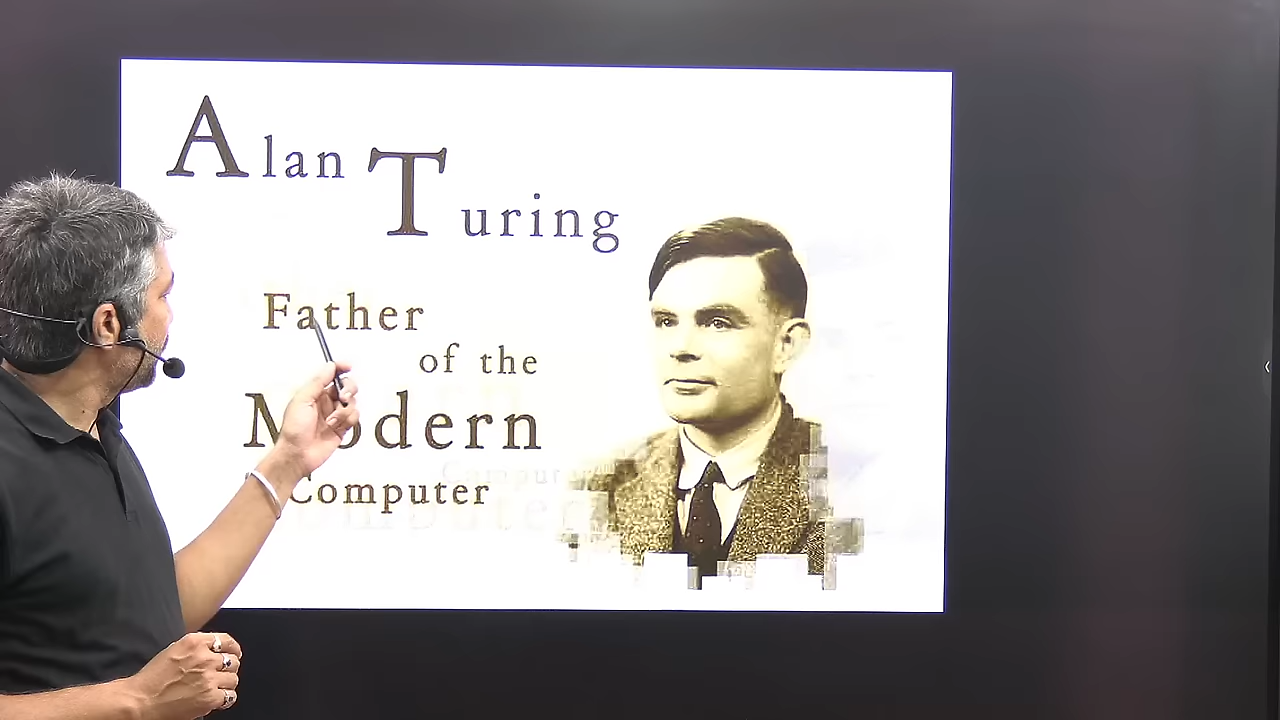 Alan Turing
Father
of the
Modern
Computer